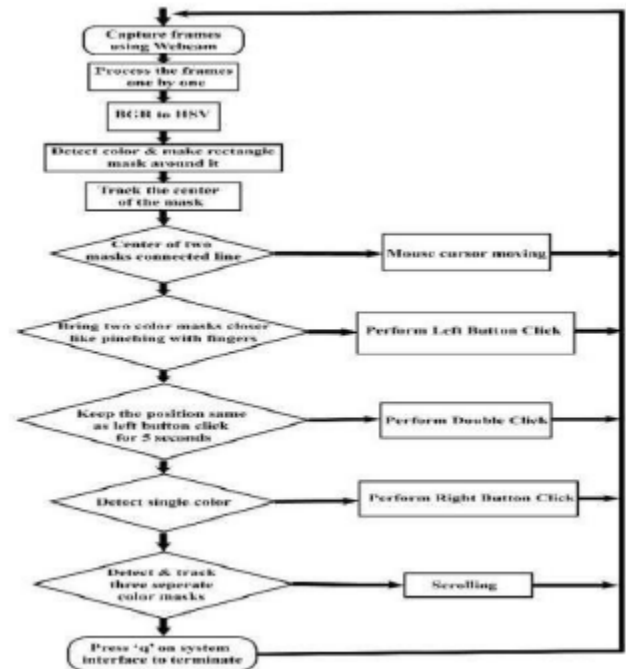 Capture frames
using Webcam
Process the frames
one by one
BGR to HSV
Detect color & make rectangle
mask around it
Track the center
of the mask
Center of two
masks connected line
Mouse cursor moving
Bring two color masks closer
like pinching with fingers
Perform Left Button Click
Keep the position same
as left button click
for 5 seconds
Perform Double Click
Detect single color
Perform Right Button Click
Detect & track
three seperate
color masks
Scrolling
Press 'q' on system
interface to terminate